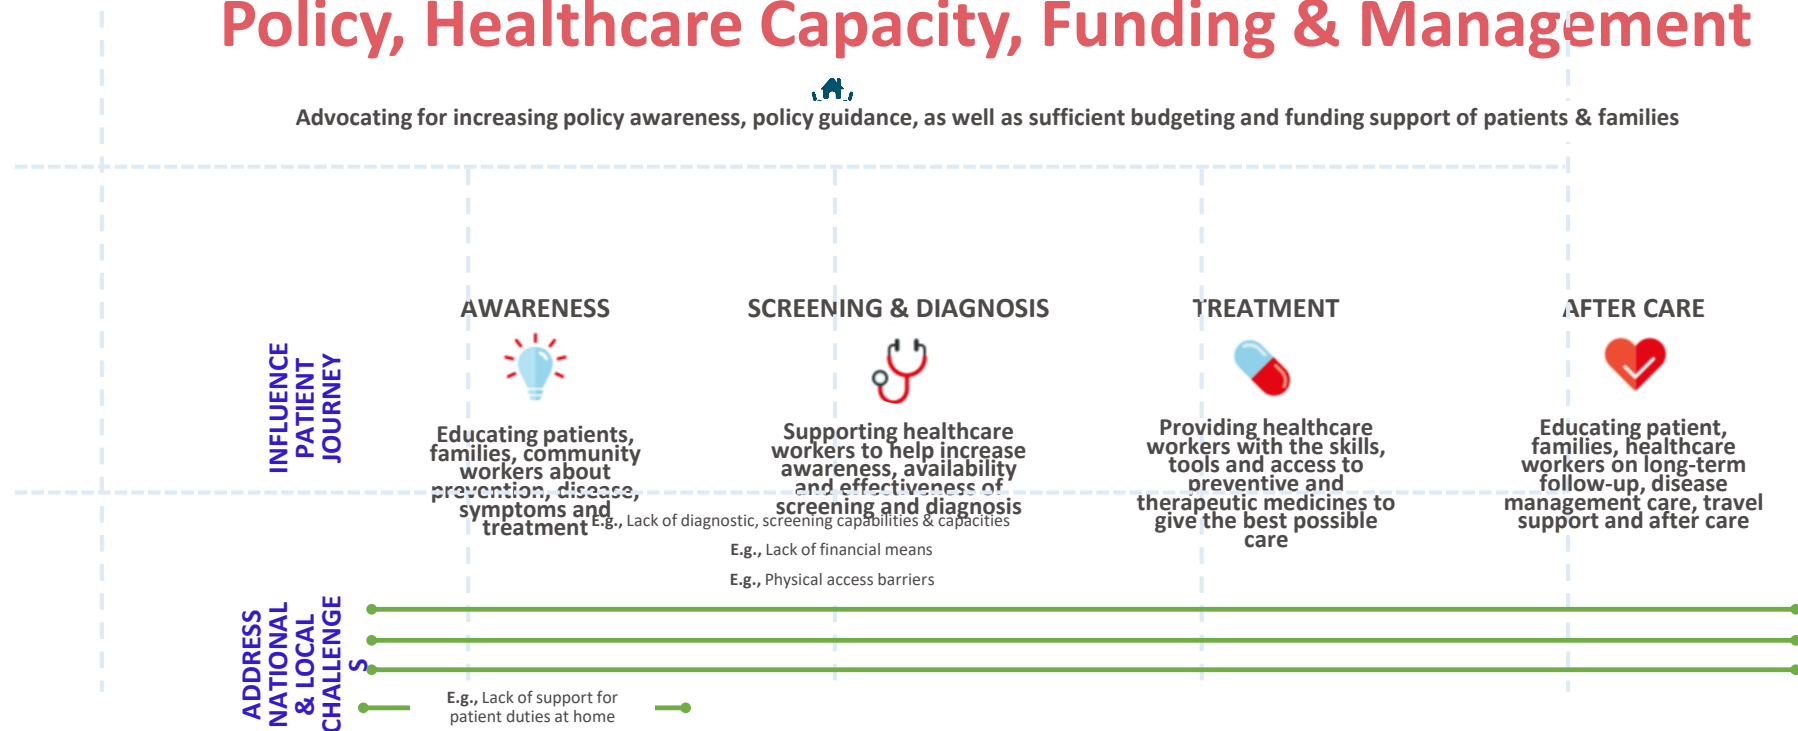 Policy, Healthcare Capacity, Funding & Management
Advocating for increasing policy awareness, policy guidance, as well as sufficient budgeting and funding support of patients & families
INFLUENCE
PATIENT
JOURNEY
AWARENESS
Educating patients,
families, community
workers about
prevention, disease,
symptoms and
treatment
SCREENING & DIAGNOSIS
Supporting healthcare
workers to help increase
awareness, availability
and effectiveness of
screening and diagnosis
TREATMENT
Providing healthcare
workers with the skills,
tools and access to
preventive and
therapeutic medicines to
give the best possible
care
AFTER CARE
Educating patient,
families, healthcare
workers on long-term
follow-up, disease
management care, travel
support and after care
ADDRESS
NATIONAL
& LOCAL
CHALLENGE
S
E.g., Lack of diagnostic, screening capabilities & capacities
E.g., Lack of financial means
E.g., Physical access barriers
E.g., Lack of support for
patient duties at home